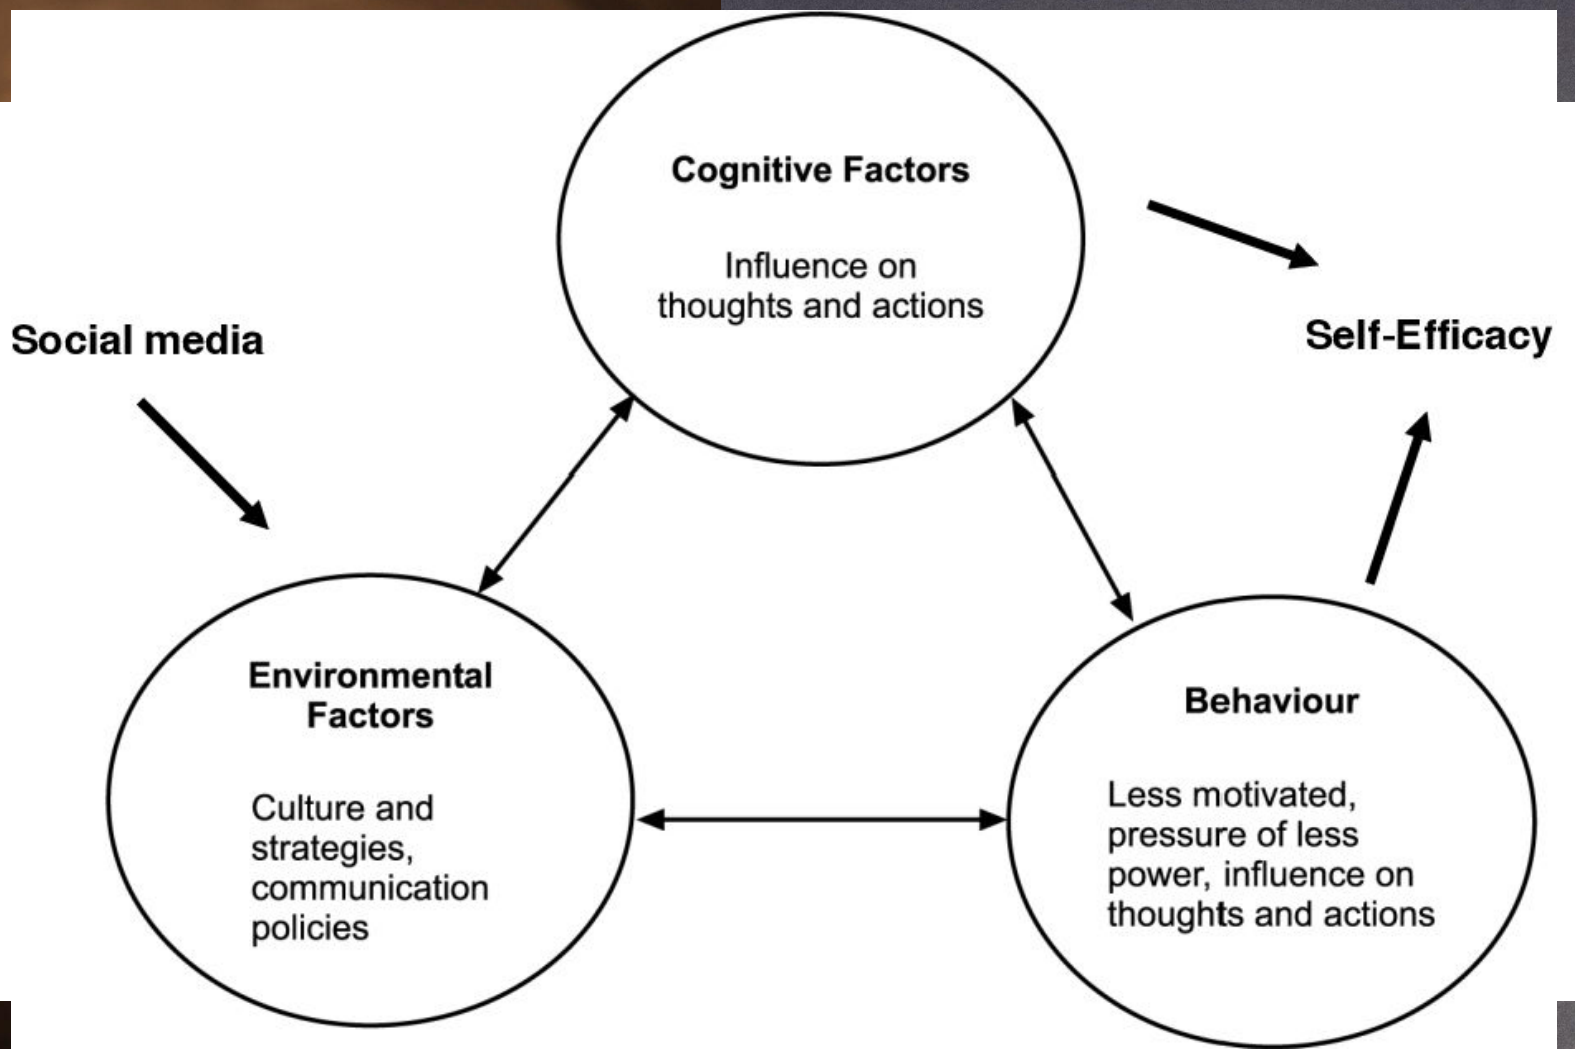 Cognitive Factors
Influence on
thoughts and actions
Social media
Self-Efficacy
Environmental
Factors
Culture and
strategies,
communication
policies
Behaviour
Less motivated,
pressure of less
power, influence on
thoughts and actions